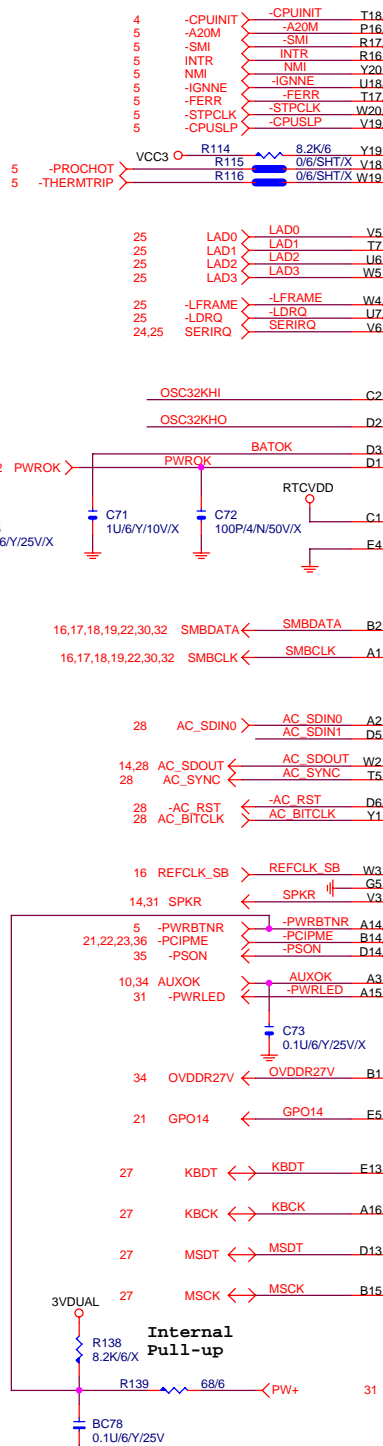 4 -CPUINIT -CPUINIT T18
5 -A20M -A20M P16
5 -SMI -SMI R17
5 INTR INTR R16
5 NMI NMI Y20
5 -IGNNE -IGNNE U18
5 -FERR -FERR T17
5 -STPCLK -STPCLK W20
5 -CPUSLP -CPUSLP V19
VCC3 R114 8.2K/6 Y19
5 -PROCHOT R115 0/6/SHT/X V18
5 -THERMTRIP R116 0/6/SHT/X W19
25 LAD0 LAD0 V5
25 LAD1 LAD1 T7
25 LAD2 LAD2 U6
25 LAD3 LAD3 W5
25 -LFRAME -LFRAME W4
25 -LDRQ -LDRQ U7
24,25 SERIRQ SERIRQ V6
OSC32KHI C2
OSC32KHO D2
BATOK D3
2 PWROK PWROK D1
RTCVDD
C71 C72 C1
1U/6/Y/10V/X 100P/4/N/50V/X
6/Y/25V/X
E4
16,17,18,19,22,30,32 SMBDATA SMBDATA B2
16,17,18,19,22,30,32 SMBCLK SMBCLK A1
28 AC_SDIN0 AC_SDIN0 A2
AC_SDIN1 D5
14,28 AC_SDOUT AC_SDOUT W2
28 AC_SYNC AC_SYNC T5
28 -AC_RST -AC_RST D6
28 AC_BITCLK AC_BITCLK Y1
16 REFCLK_SB REFCLK_SB W3
G5
14,31 SPKR SPKR V3
5 -PWRBTNR -PWRBTNR A14
21,22,23,36 -PCIPME -PCIPME B14
35 -PSON -PSON D14
10,34 AUXOK AUXOK A3
31 -PWRLED -PWRLED A15
C73
0.1U/6/Y/25V/X
34 OVDDR27V OVDDR27V B1
21 GPO14 GPO14 E5
27 KBDT KBDT E13
27 KBCK KBCK A16
27 MSDT MSDT D13
27 MSCK MSCK B15
3VDUAL
Internal
Pull-up
R138
8.2K/6/X
R139 68/6 PW+ 31
BC78
0.1U/6/Y/25V